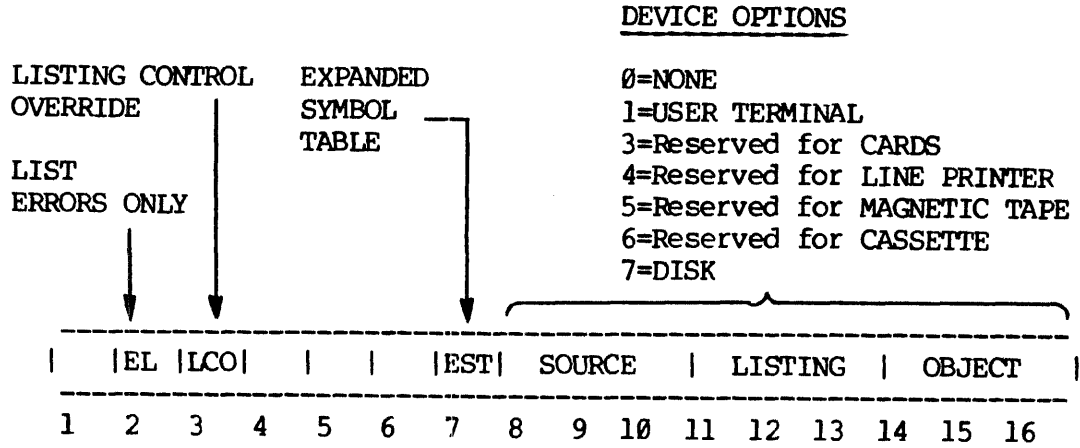 DEVICE OPTIONS
LISTING CONTROL
OVERRIDE
LIST
ERRORS ONLY
EXPANDED
SYMBOL
TABLE
0=NONE
1=USER TERMINAL
3=Reserved for CARDS
4=Reserved for LINE PRINTER
5=Reserved for MAGNETIC TAPE
6=Reserved for CASSETTE
7=DISK
| |EL |LCO| | | |EST| SOURCE | LISTING | OBJECT |
1 2 3 4 5 6 7 8 9 10 11 12 13 14 15 16